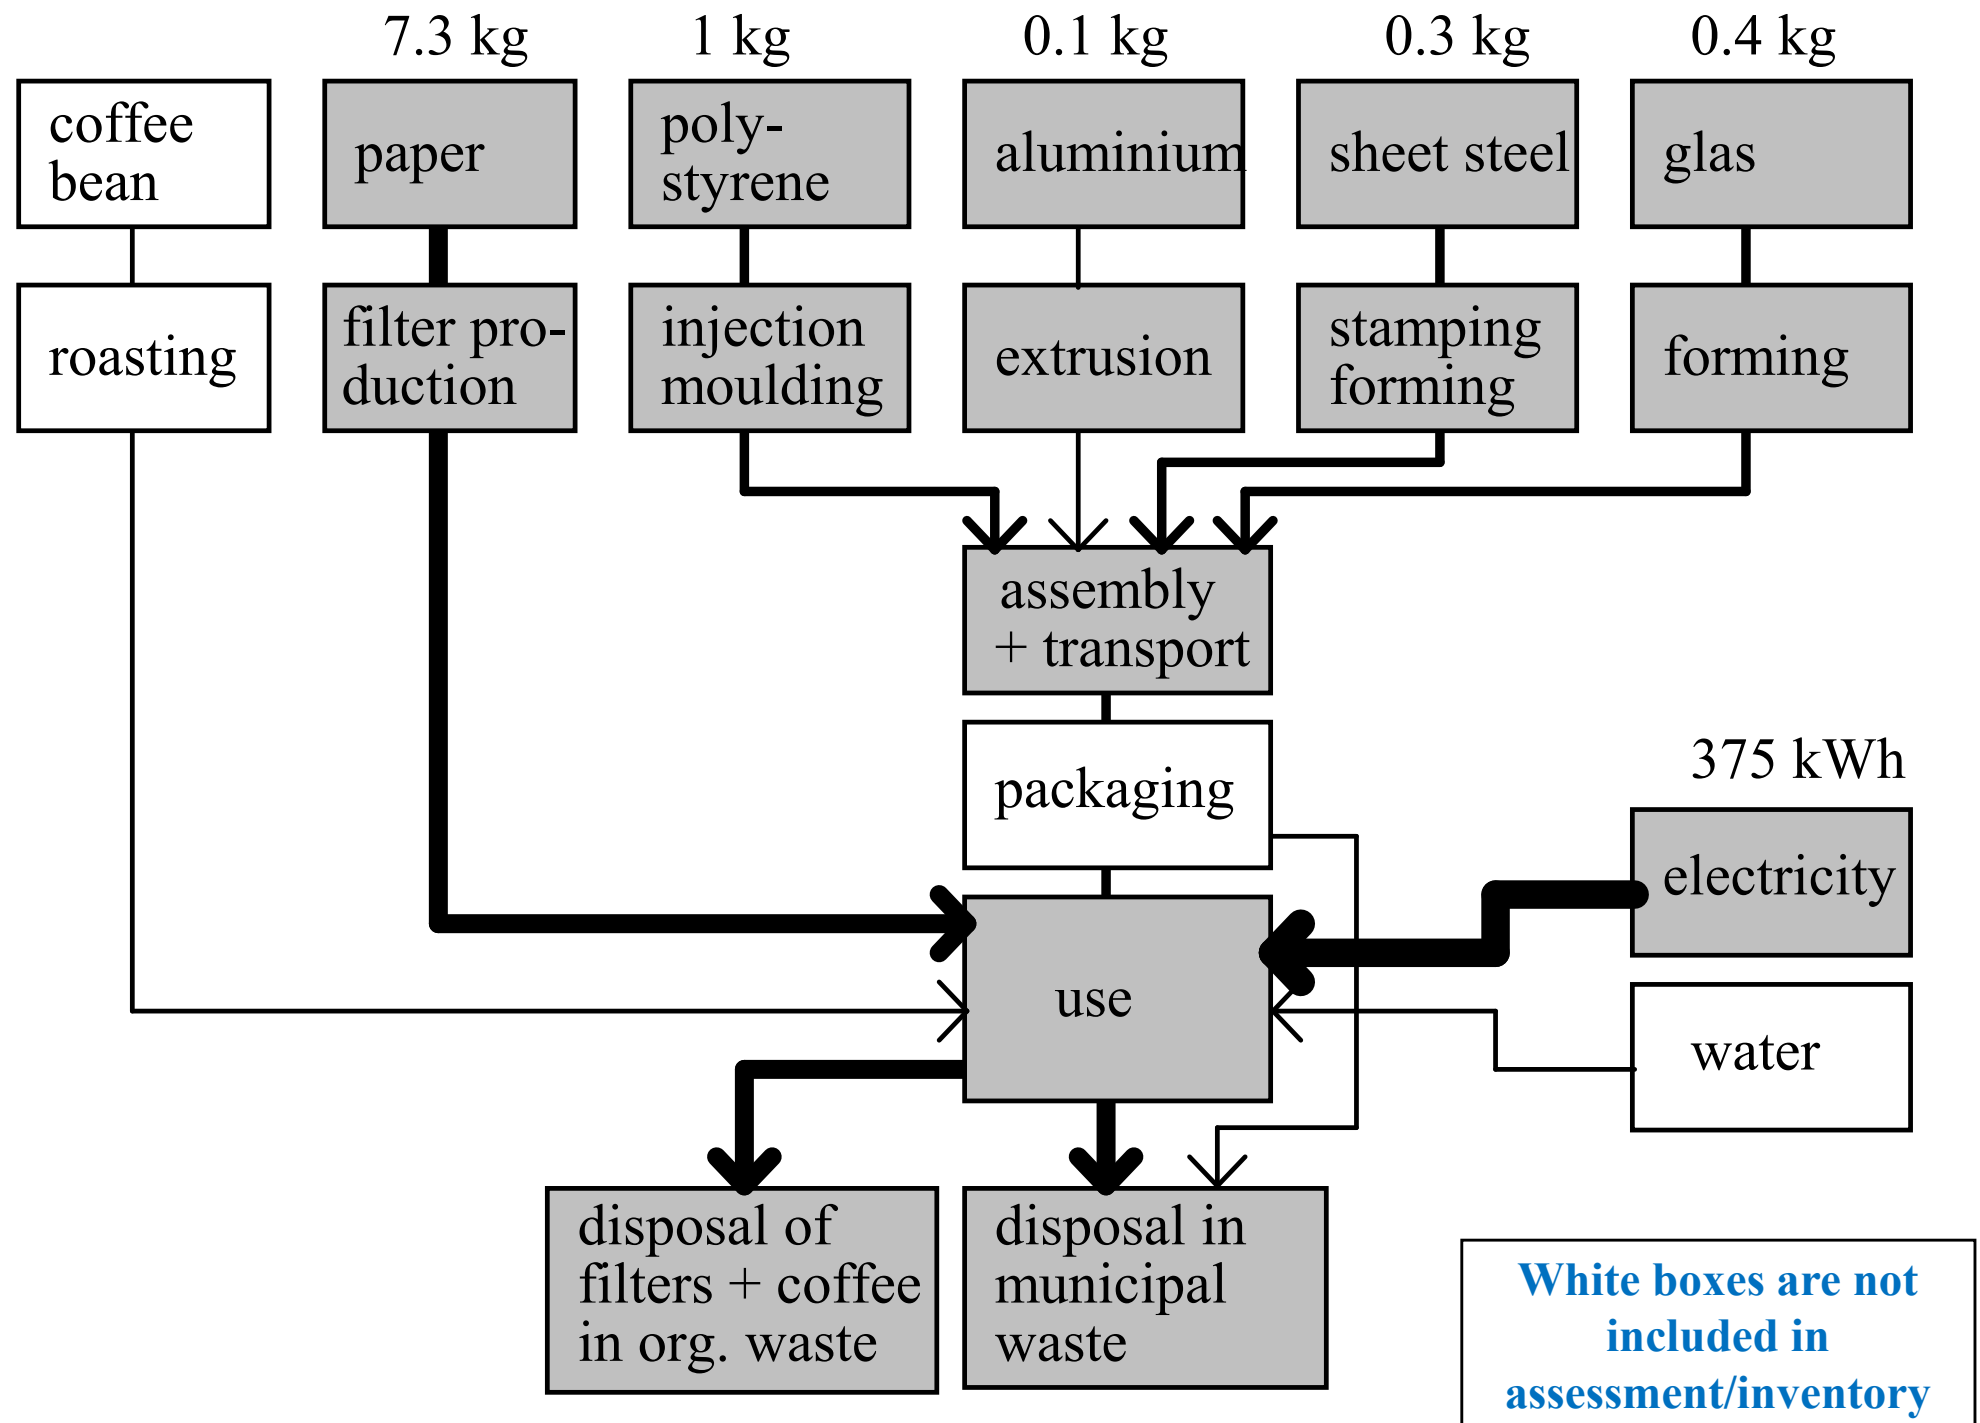 7.3 kg
1 kg
0.1 kg
0.3 kg
0.4 kg
coffee
bean
paper
poly-
styrene
aluminium
sheet steel
glas
roasting
filter pro-
duction
injection
moulding
extrusion
stamping
forming
forming
assembly
+ transport
packaging
375 kWh
electricity
use
water
disposal of
filters + coffee
in org. waste
disposal in
municipal
waste
White boxes are not
included in
assessment/inventory